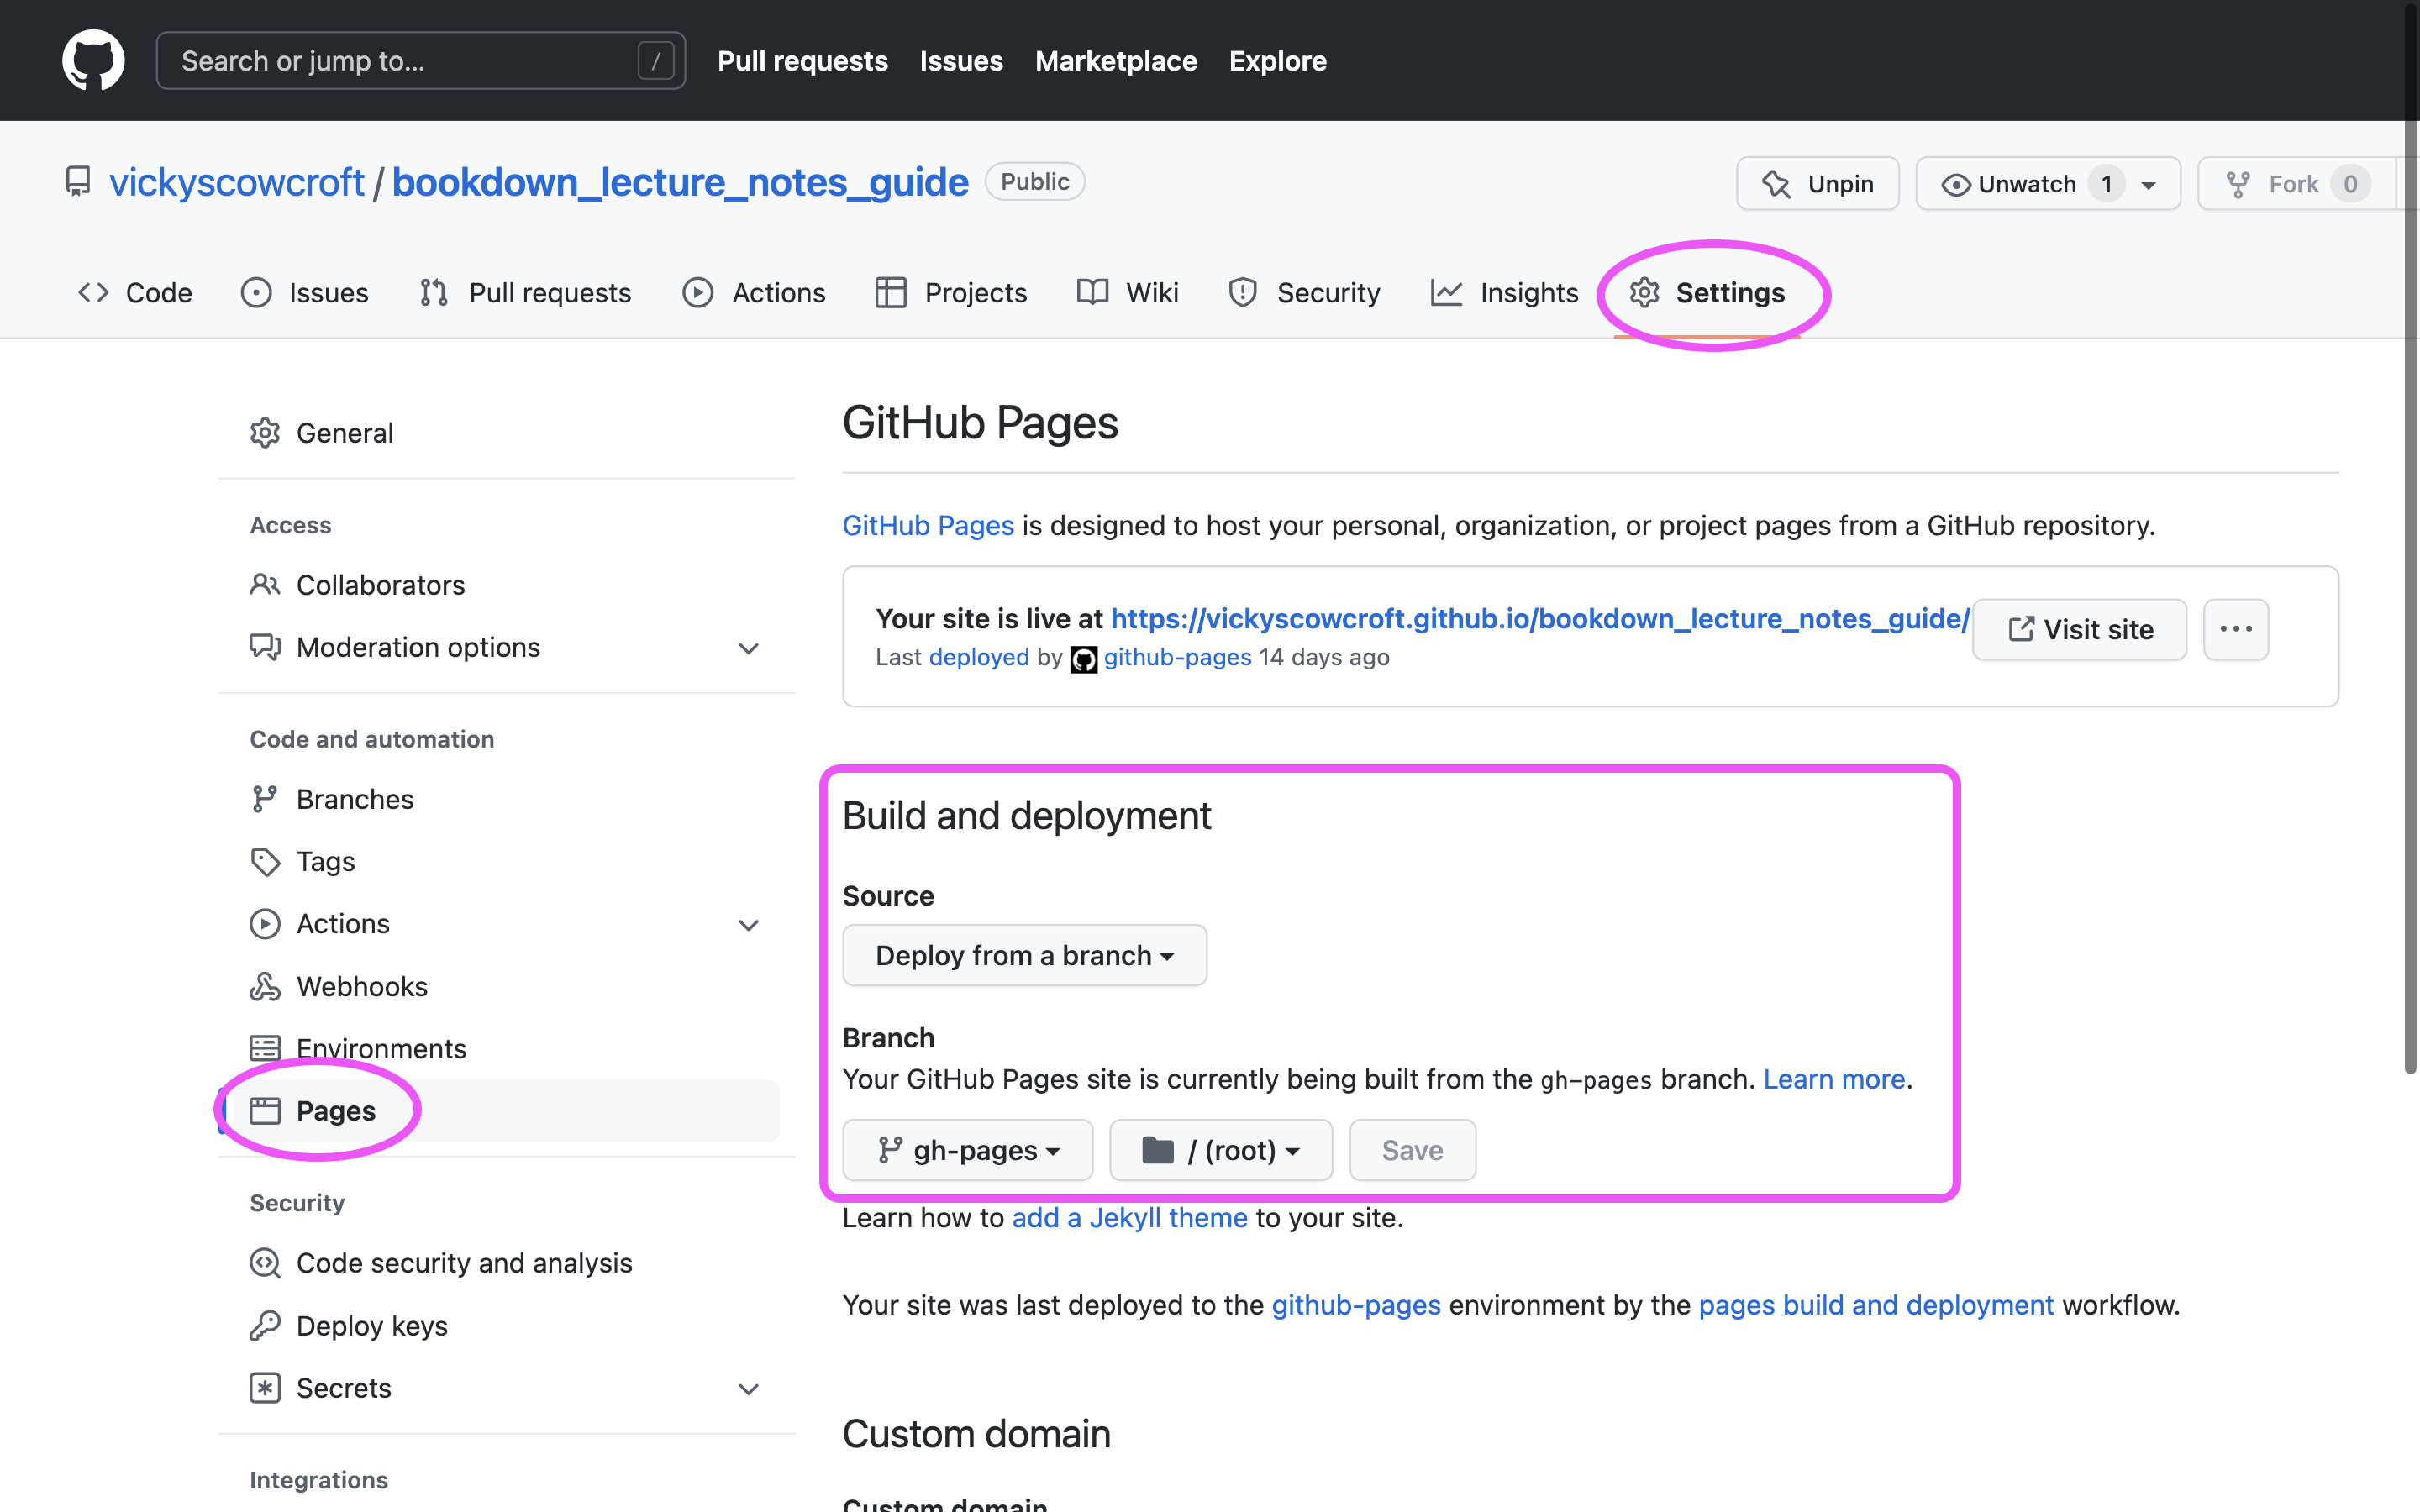 Search or jump to... /
Pull requests Issues Marketplace Explore
vickyscowcroft / bookdown_lecture_notes_guide Public
Unpin Unwatch 1 Fork 0
Code Issues Pull requests Actions Projects Wiki Security Insights Settings
General
Access
Collaborators
Moderation options
Code and automation
Branches
Tags
Actions
Webhooks
Environments
Pages
Security
Code security and analysis
Deploy keys
Secrets
Integrations
GitHub Pages
GitHub Pages is designed to host your personal, organization, or project pages from a GitHub repository.
Your site is live at https://vickyscowcroft.github.io/bookdown_lecture_notes_guide/
Last deployed by github-pages 14 days ago
Visit site
Build and deployment
Source
Deploy from a branch
Branch
Your GitHub Pages site is currently being built from the gh-pages branch. Learn more.
gh-pages / (root) Save
Learn how to add a Jekyll theme to your site.
Your site was last deployed to the github-pages environment by the pages build and deployment workflow.
Custom domain
Custom domain